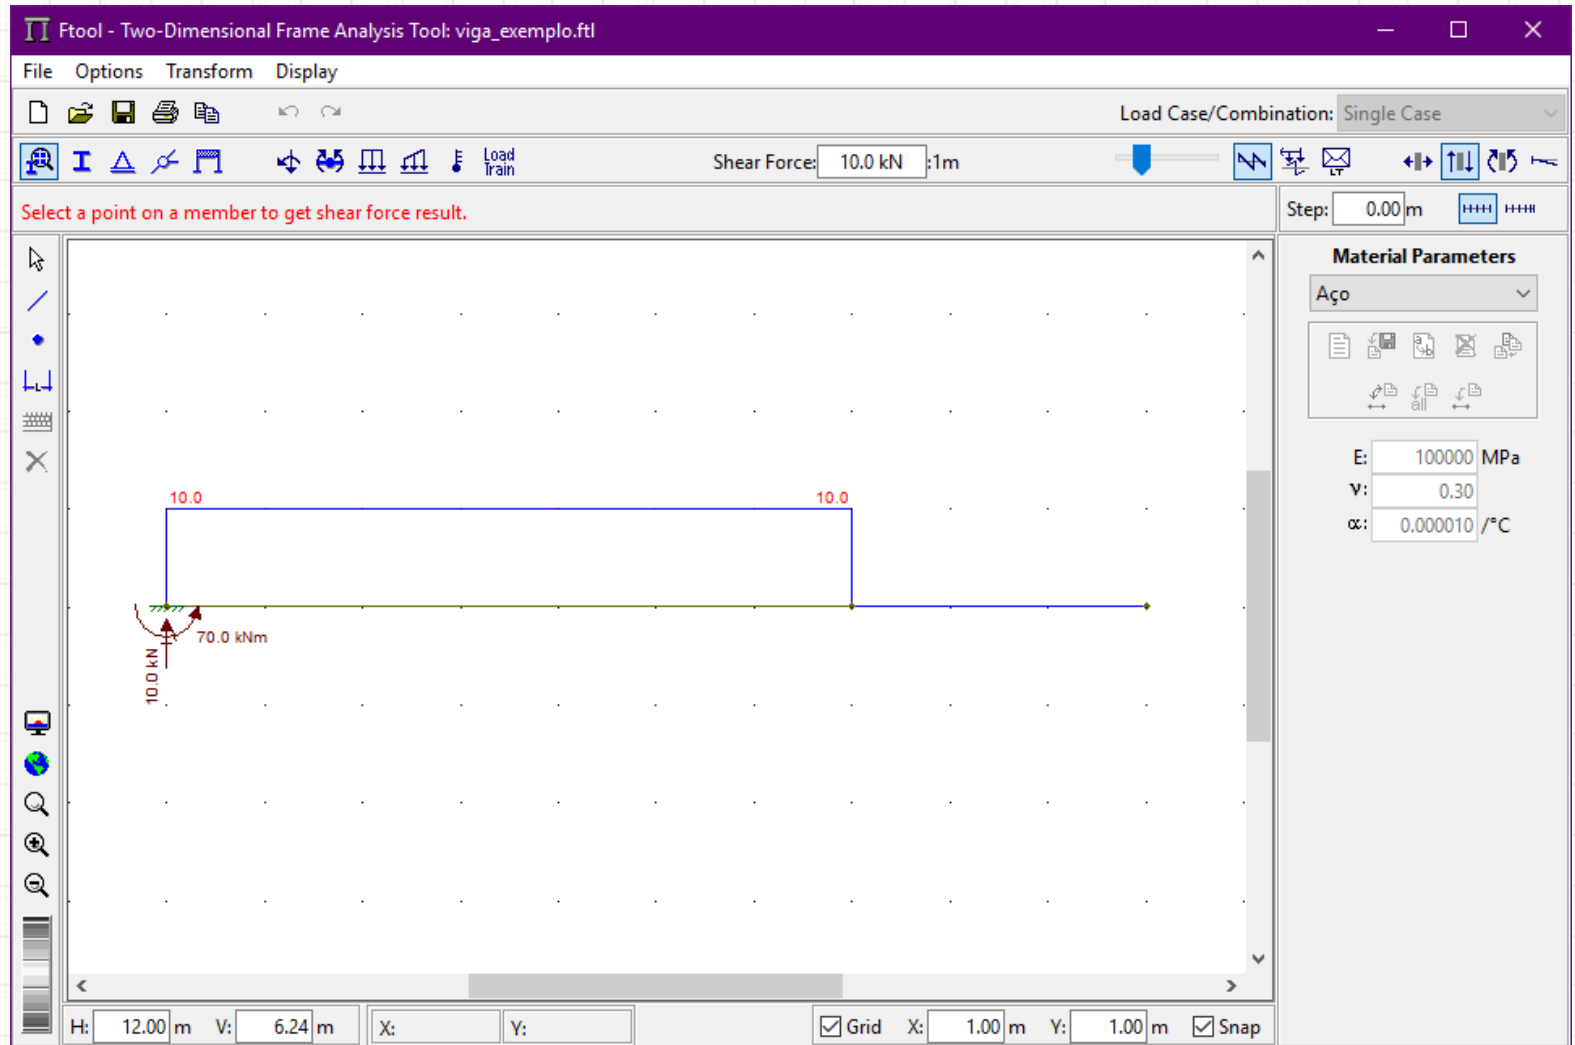 Ftool - Two-Dimensional Frame Analysis Tool: viga_exemplo.ftl
File Options Transform Display
Load Case/Combination: Single Case
Load Train
Shear Force: 10.0 kN :1m
LT
Select a point on a member to get shear force result.
Step: 0.00 m
Material Parameters
Aço
a b
all
E: 100000 MPa
ν: 0.30
α: 0.000010 /°C
L
10.0 10.0
70.0 kNm
10.0 kN
H: 12.00 m V: 6.24 m X: Y: Grid X: 1.00 m Y: 1.00 m Snap